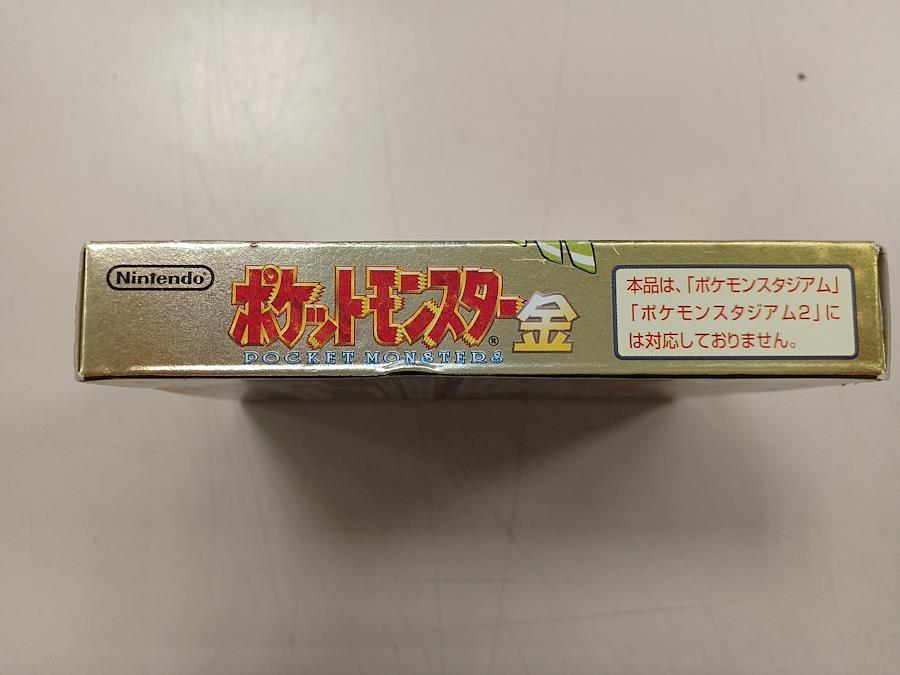 Nintendo®
ポケットモンスター®金
POCKET MONSTERS
本品は、「ポケモンスタジアム」
「ポケモンスタジアム2」に
は対応しておりません。